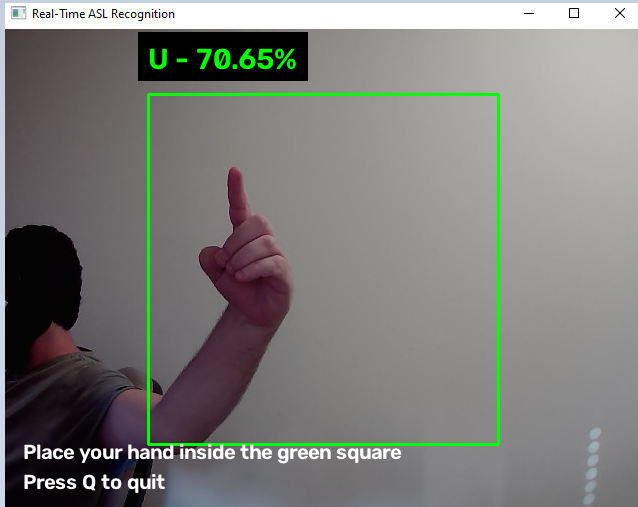 Real-Time ASL Recognition
U - 70.65%
Place your hand inside the green square
Press Q to quit